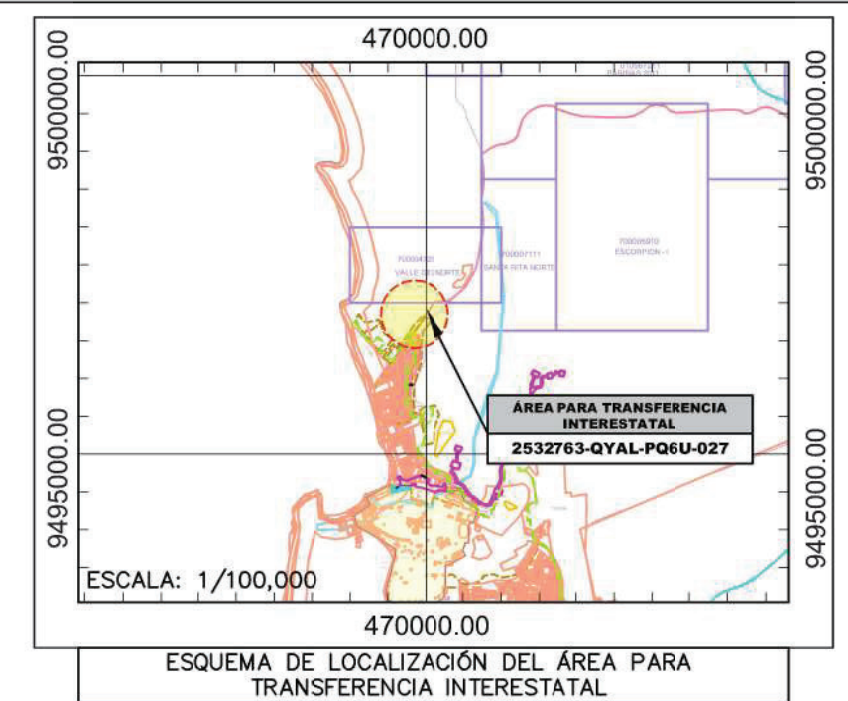 470000.00
9500000.00
9500000.00
ESCORPION-1
SANTA RITA NORTE
VALLE DEL NORTE
ÁREA PARA TRANSFERENCIA
INTERESTATAL
2532763-QYAL-PQ6U-027
9495000.00
9495000.00
ESCALA: 1/100,000
470000.00
ESQUEMA DE LOCALIZACIÓN DEL ÁREA PARA
TRANSFERENCIA INTERESTATAL